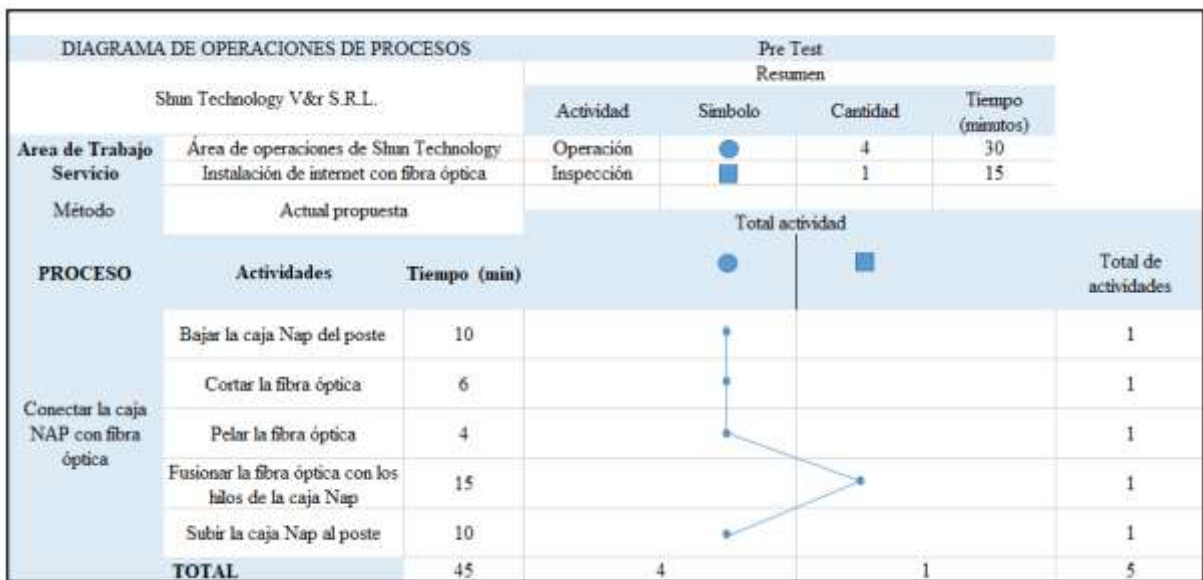 DIAGRAMA DE OPERACIONES DE PROCESOS
Pre Test
Shun Technology V&r S.R.L.
Resumen
Actividad Simbolo Cantidad Tiempo
(minutos)
Area de Trabajo Área de operaciones de Shun Technology Operación 4 30
Servicio Instalación de internet con fibra óptica Inspección 1 15
Método Actual propuesta
Total actividad
PROCESO Actividades Tiempo (min) Total de
actividades
Conectar la caja
NAP con fibra
óptica
Bajar la caja Nap del poste 10 1
Cortar la fibra óptica 6 1
Pelar la fibra óptica 4 1
Fusionar la fibra óptica con los
hilos de la caja Nap 15 1
Subir la caja Nap al poste 10 1
TOTAL 45 4 1 5